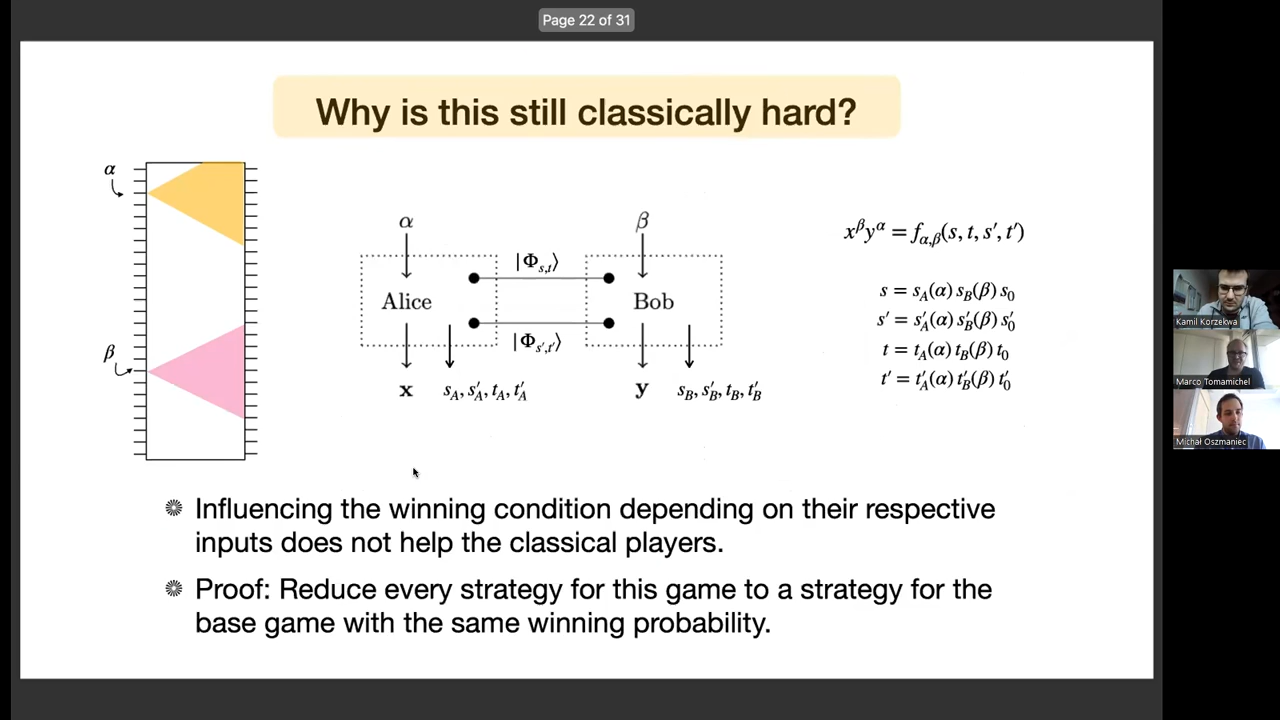 Page 22 of 31
Why is this still classically hard?
α
β
α
β
|Φ_{s,t}⟩
Alice
Bob
|Φ_{s',t'}⟩
x
s_A, s'_A, t_A, t'_A
y
s_B, s'_B, t_B, t'_B
x^β y^α = f_{α,β}(s, t, s', t')
s = s_A(α) s_B(β) s_0
s' = s'_A(α) s'_B(β) s'_0
t = t_A(α) t_B(β) t_0
t' = t'_A(α) t'_B(β) t'_0
Influencing the winning condition depending on their respective
inputs does not help the classical players.
Proof: Reduce every strategy for this game to a strategy for the
base game with the same winning probability.
Kamil Korzekwa
Marco Tomamichel
Michał Oszmaniec